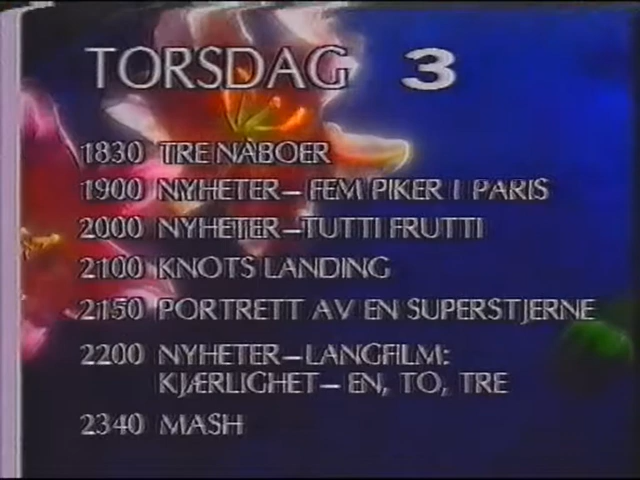 TORSDAG 3
1830 TRE NABOER
1900 NYHETER – FEM PIKER I PARIS
2000 NYHETER –TUTTI FRUTTI
2100 KNOTS LANDING
2150 PORTRETT AV EN SUPERSTJERNE
2200 NYHETER – LANGFILM:
KJÆRLIGHET – EN, TO, TRE
2340 MASH